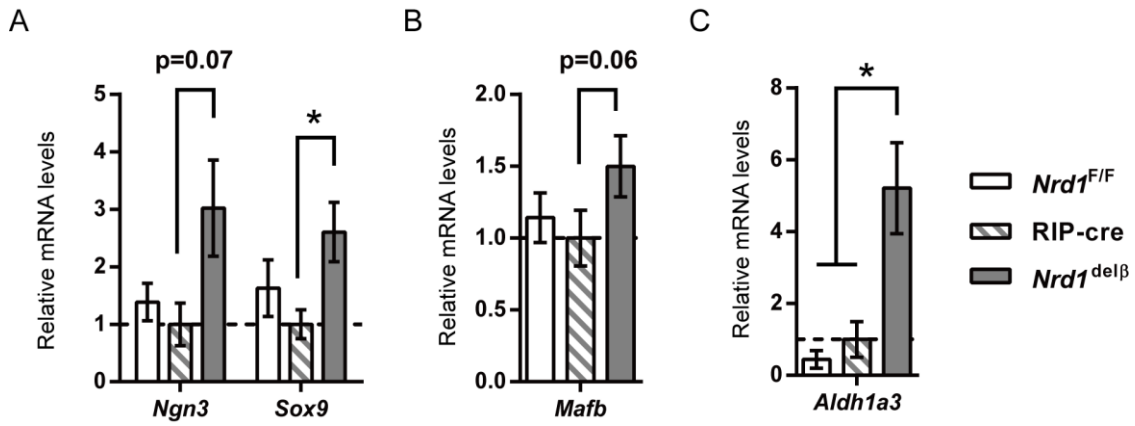 A
p=0.07
*
Relative mRNA levels
5
4
3
2
1
0
Ngn3 Sox9
B
p=0.06
Relative mRNA levels
2.0
1.5
1.0
0.5
0.0
Mafb
C
*
Relative mRNA levels
8
6
4
2
0
Aldh1a3
Nrd1F/F
RIP-cre
Nrd1delβ